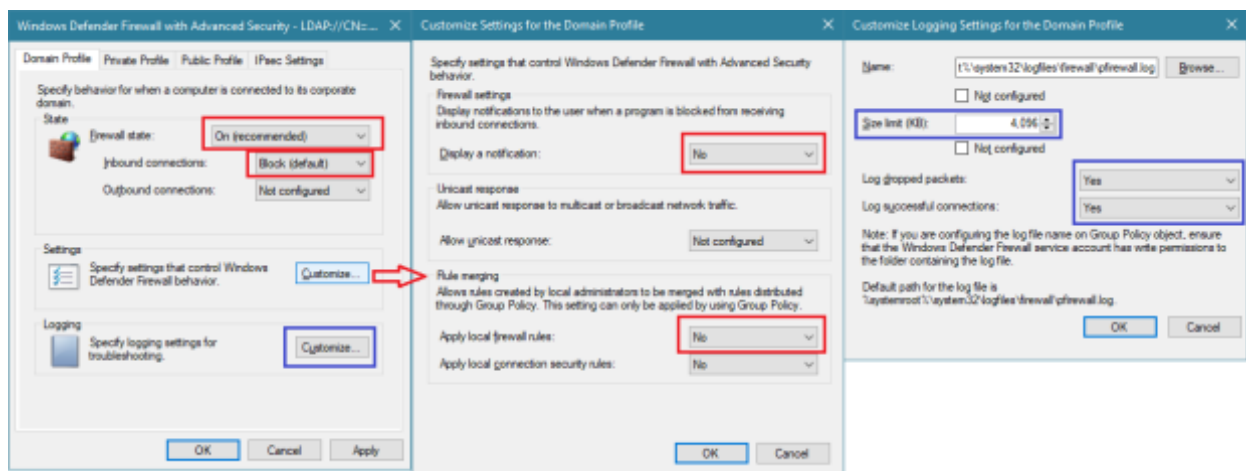 Windows Defender Firewall with Advanced Security - LDAP://CN=...
Domain Profile Private Profile Public Profile IPsec Settings
Specify behavior for when a computer is connected to its corporate
domain.
State
Firewall state: On (recommended)
Inbound connections: Block (default)
Outbound connections: Not configured
Settings
Specify settings that control Windows
Defender Firewall behavior.
Customize...
Logging
Specify logging settings for
troubleshooting.
Customize...
OK Cancel Apply
Customize Settings for the Domain Profile
Specify settings that control Windows Defender Firewall with Advanced Security
behavior.
Firewall settings
Display notifications to the user when a program is blocked from receiving
inbound connections.
Display a notification: No
Unicast response
Allow unicast response to multicast or broadcast network traffic.
Allow unicast response: Not configured
Rule merging
Allows rules created by local administrators to be merged with rules distributed
through Group Policy. This setting can only be applied by using Group Policy.
Apply local firewall rules: No
Apply local connection security rules: No
OK Cancel
Customize Logging Settings for the Domain Profile
Name: t%\system32\logfiles\firewall\pfirewall.log Browse...
Not configured
Size limit (KB): 4,096
Not configured
Log dropped packets: Yes
Log successful connections: Yes
Note: If you are configuring the log file name on Group Policy object, ensure
that the Windows Defender Firewall service account has write permissions to
the folder containing the log file.
Default path for the log file is
%systemroot%\system32\logfiles\firewall\pfirewall.log.
OK Cancel